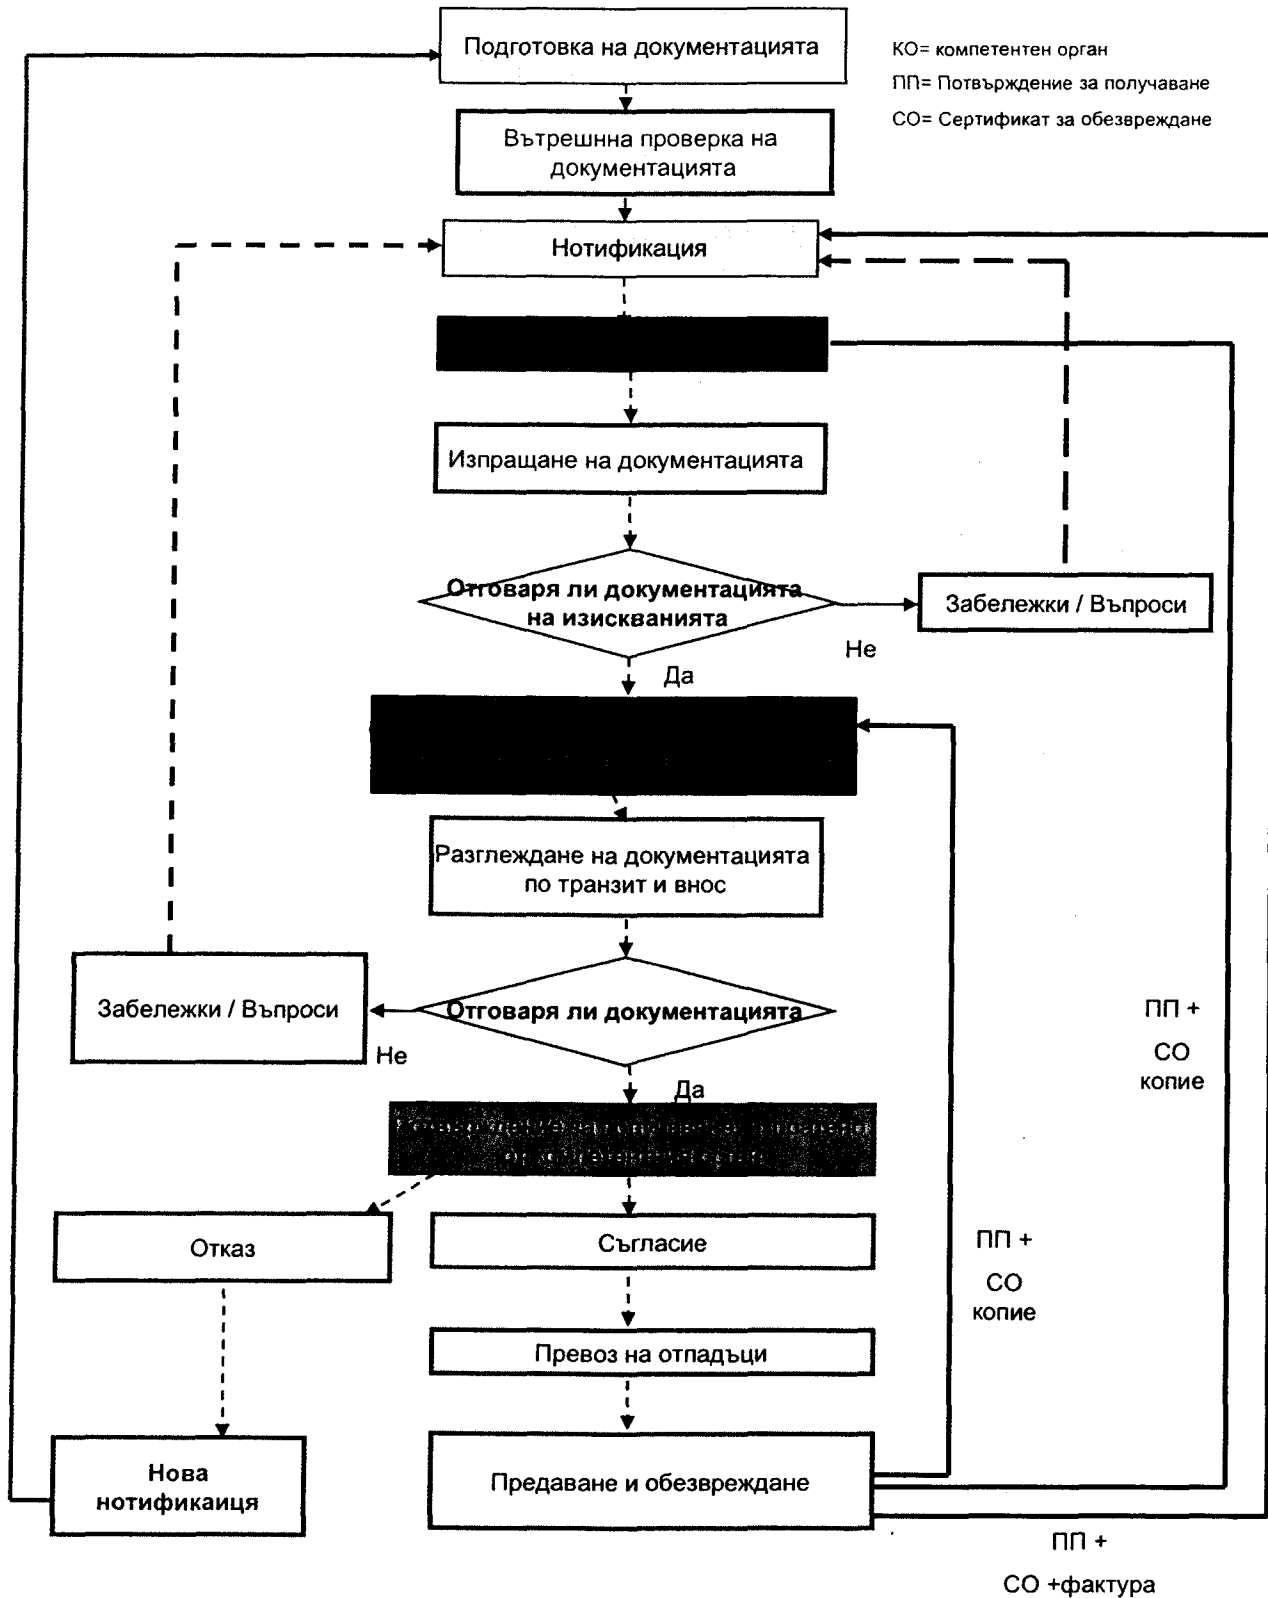 Подготовка на документацията
КО= компетентен орган
ПП= Потвърждение за получаване
СО= Сертификат за обезвреждане
Вътрешнна проверка на
документацията
Нотификация
Изпращане на документацията
Отговаря ли документацията
на изискванията
Забележки / Въпроси
Не
Да
Разглеждане на документацията
по транзит и внос
Забележки / Въпроси
Отговаря ли документацията
Не
Да
ПП +
СО
копие
Отказ
Съгласие
ПП +
СО
копие
Превоз на отпадъци
Нова
нотификаиця
Предаване и обезвреждане
ПП +
СО +фактура